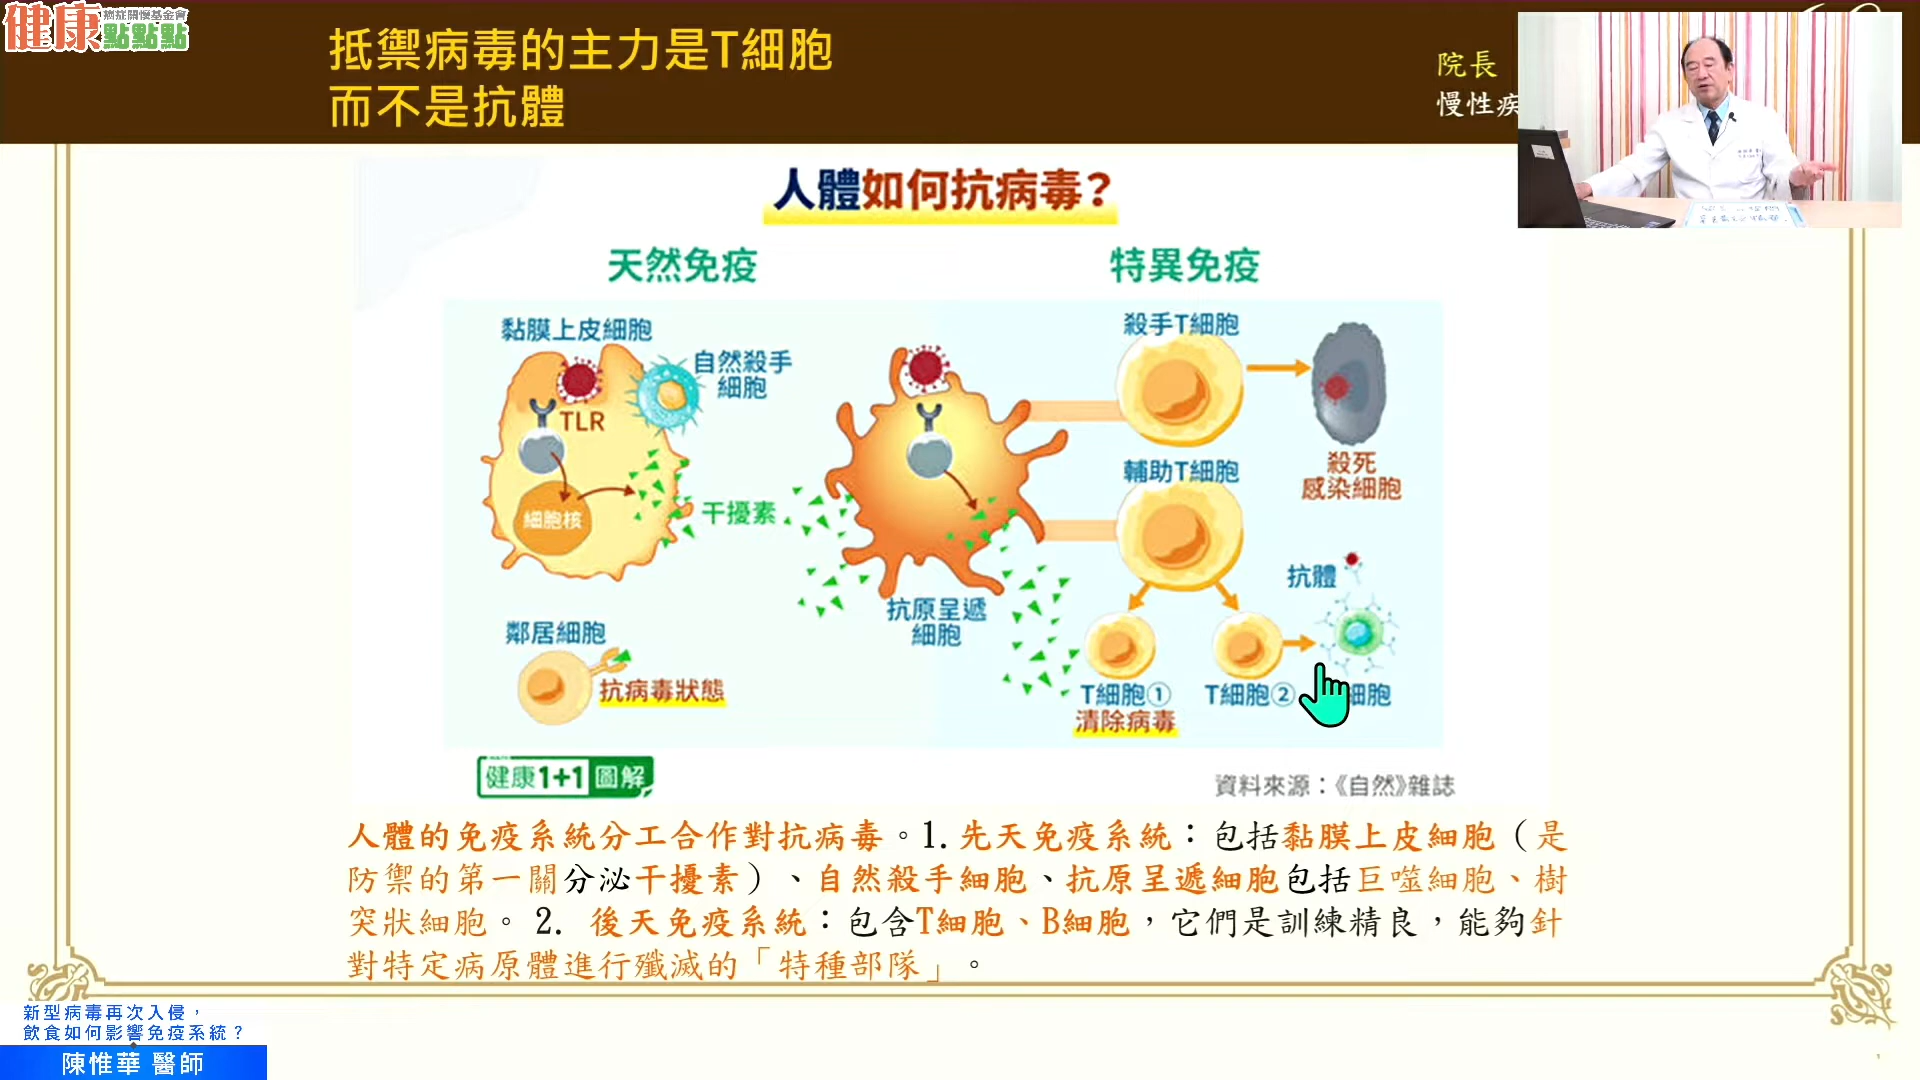 健康點點點
癌症關懷基金會
抵禦病毒的主力是T細胞
而不是抗體
院長
慢性疾
人體如何抗病毒？
天然免疫
特異免疫
黏膜上皮細胞
自然殺手
細胞
TLR
細胞核
干擾素
鄰居細胞
抗病毒狀態
抗原呈遞
細胞
殺手T細胞
殺死
感染細胞
輔助T細胞
抗體
T細胞①
清除病毒
T細胞②
細胞
健康1+1 圖解
資料來源：《自然》雜誌
人體的免疫系統分工合作對抗病毒。1.先天免疫系統：包括黏膜上皮細胞（是
防禦的第一關分泌干擾素）、自然殺手細胞、抗原呈遞細胞包括巨噬細胞、樹
突狀細胞。 2. 後天免疫系統：包含T細胞、B細胞，它們是訓練精良，能夠針
對特定病原體進行殲滅的「特種部隊」。
新型病毒再次入侵，
飲食如何影響免疫系統？
陳惟華 醫師